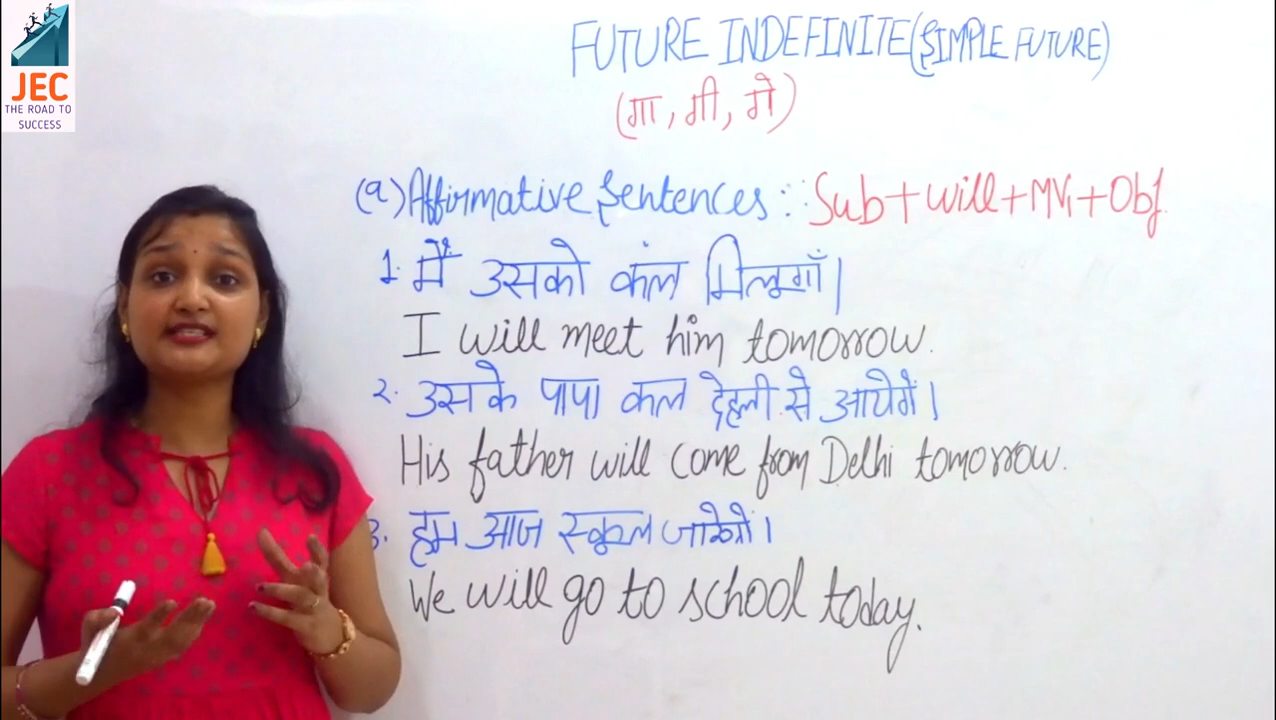 JEC
THE ROAD TO
SUCCESS
FUTURE INDEFINITE (SIMPLE FUTURE)
(गा, गी, गे)
(a) Affirmative Sentences :- Sub + will + MV₁ + Obj
1. मैं उसको कल मिलूगाँ।
I will meet him tomorrow.
2. उसके पापा कल देहली से आयेगें।
His father will come from Delhi tomorrow.
3. हम आज स्कूल जायेगें।
We will go to school today.